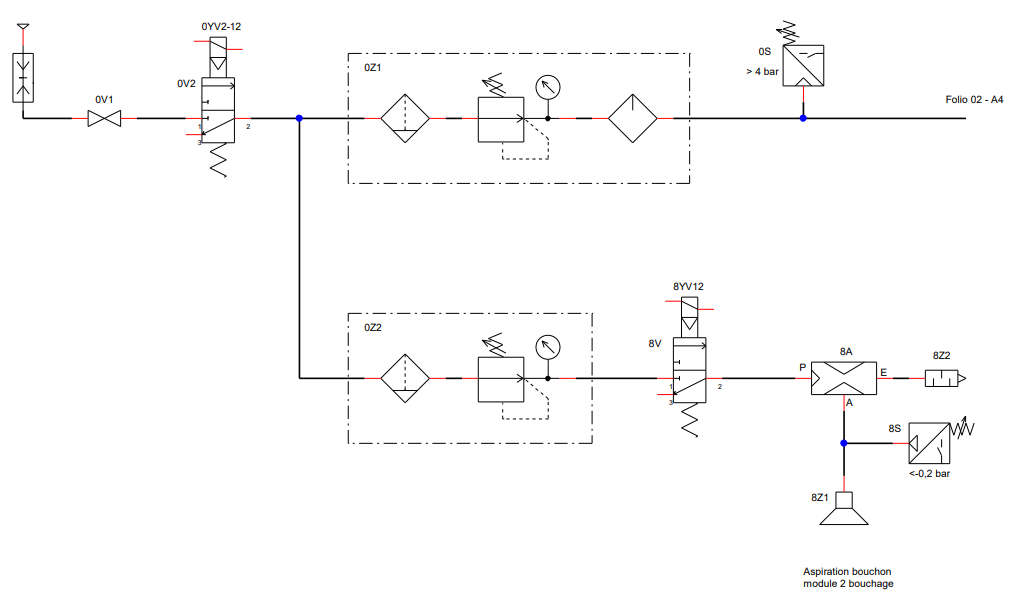 0YV2-12
0V2
0V1
1
2
3
0Z1
0S
> 4 bar
Folio 02 - A4
0Z2
8YV12
8V
1
2
3
8A
P
E
A
8Z2
8S
<-0,2 bar
8Z1
Aspiration bouchon
module 2 bouchage